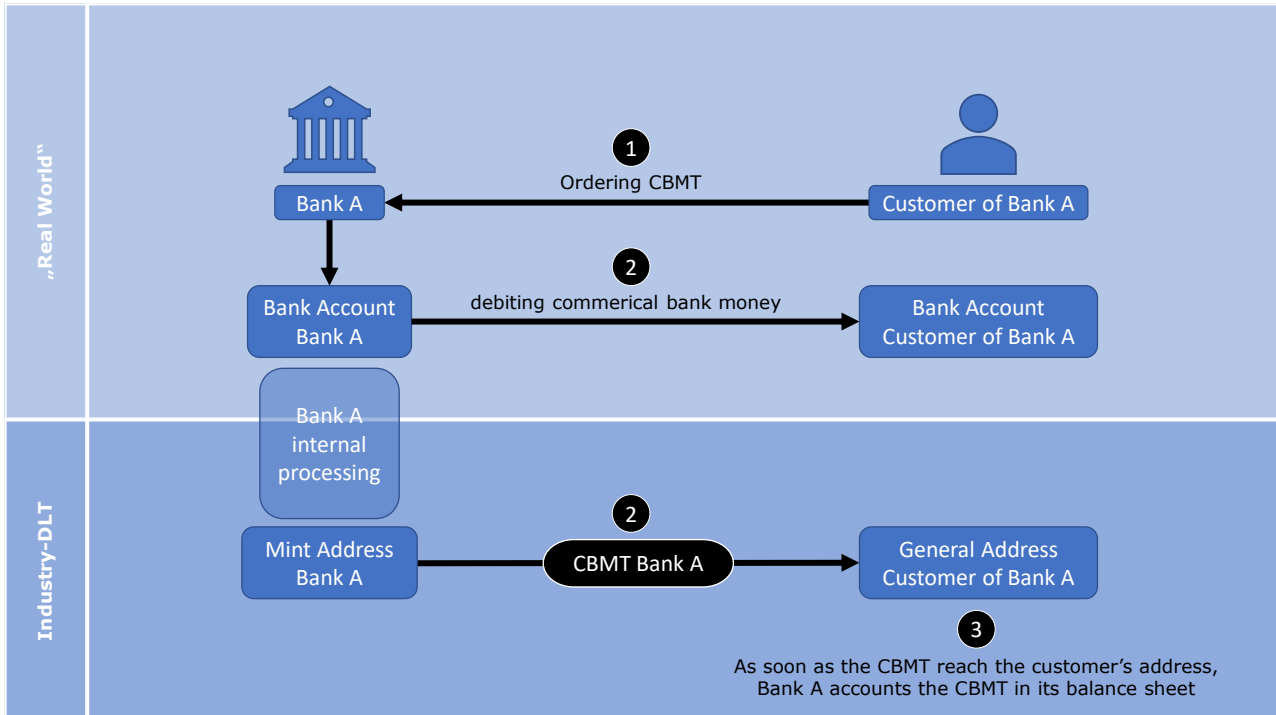 „Real World“
1
Ordering CBMT
Bank A
Customer of Bank A
2
debiting commerical bank money
Bank Account
Bank A
Bank Account
Customer of Bank A
Bank A
internal
processing
Industry-DLT
2
Mint Address
Bank A
CBMT Bank A
General Address
Customer of Bank A
3
As soon as the CBMT reach the customer’s address,
Bank A accounts the CBMT in its balance sheet